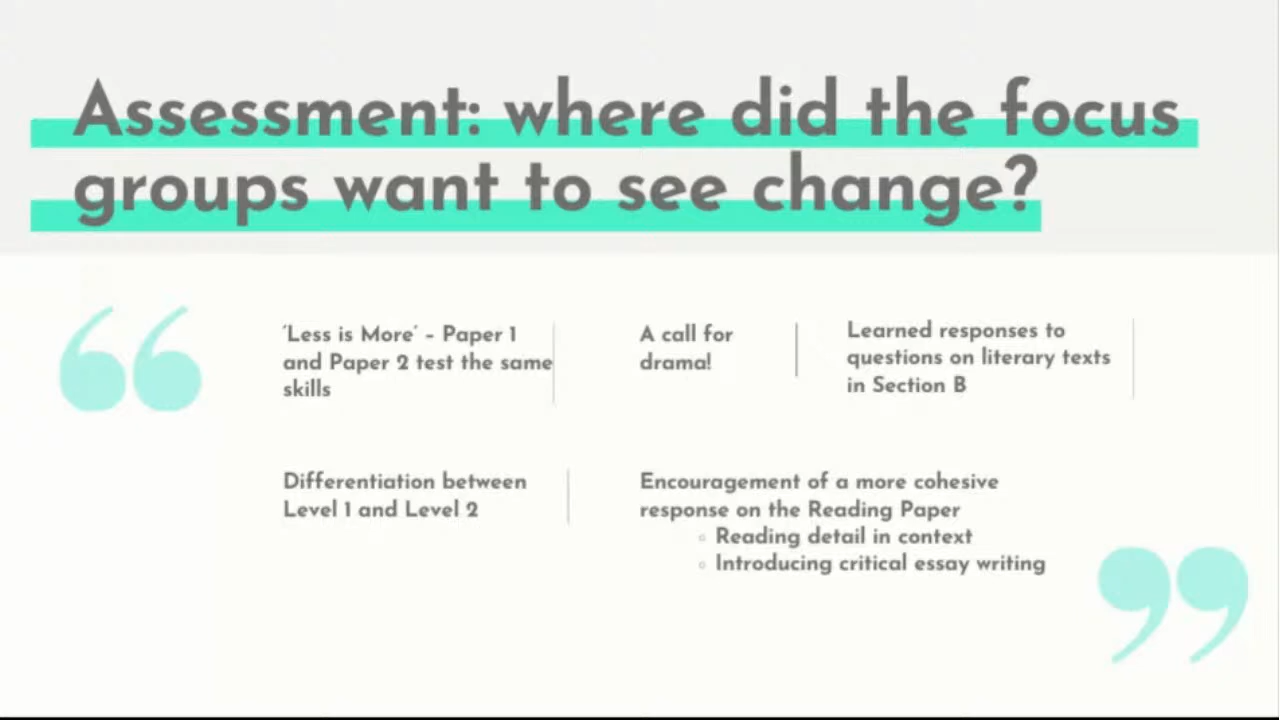 Assessment: where did the focus
groups want to see change?
'Less is More' – Paper 1
and Paper 2 test the same
skills
A call for
drama!
Learned responses to
questions on literary texts
in Section B
Differentiation between
Level 1 and Level 2
Encouragement of a more cohesive
response on the Reading Paper
Reading detail in context
Introducing critical essay writing